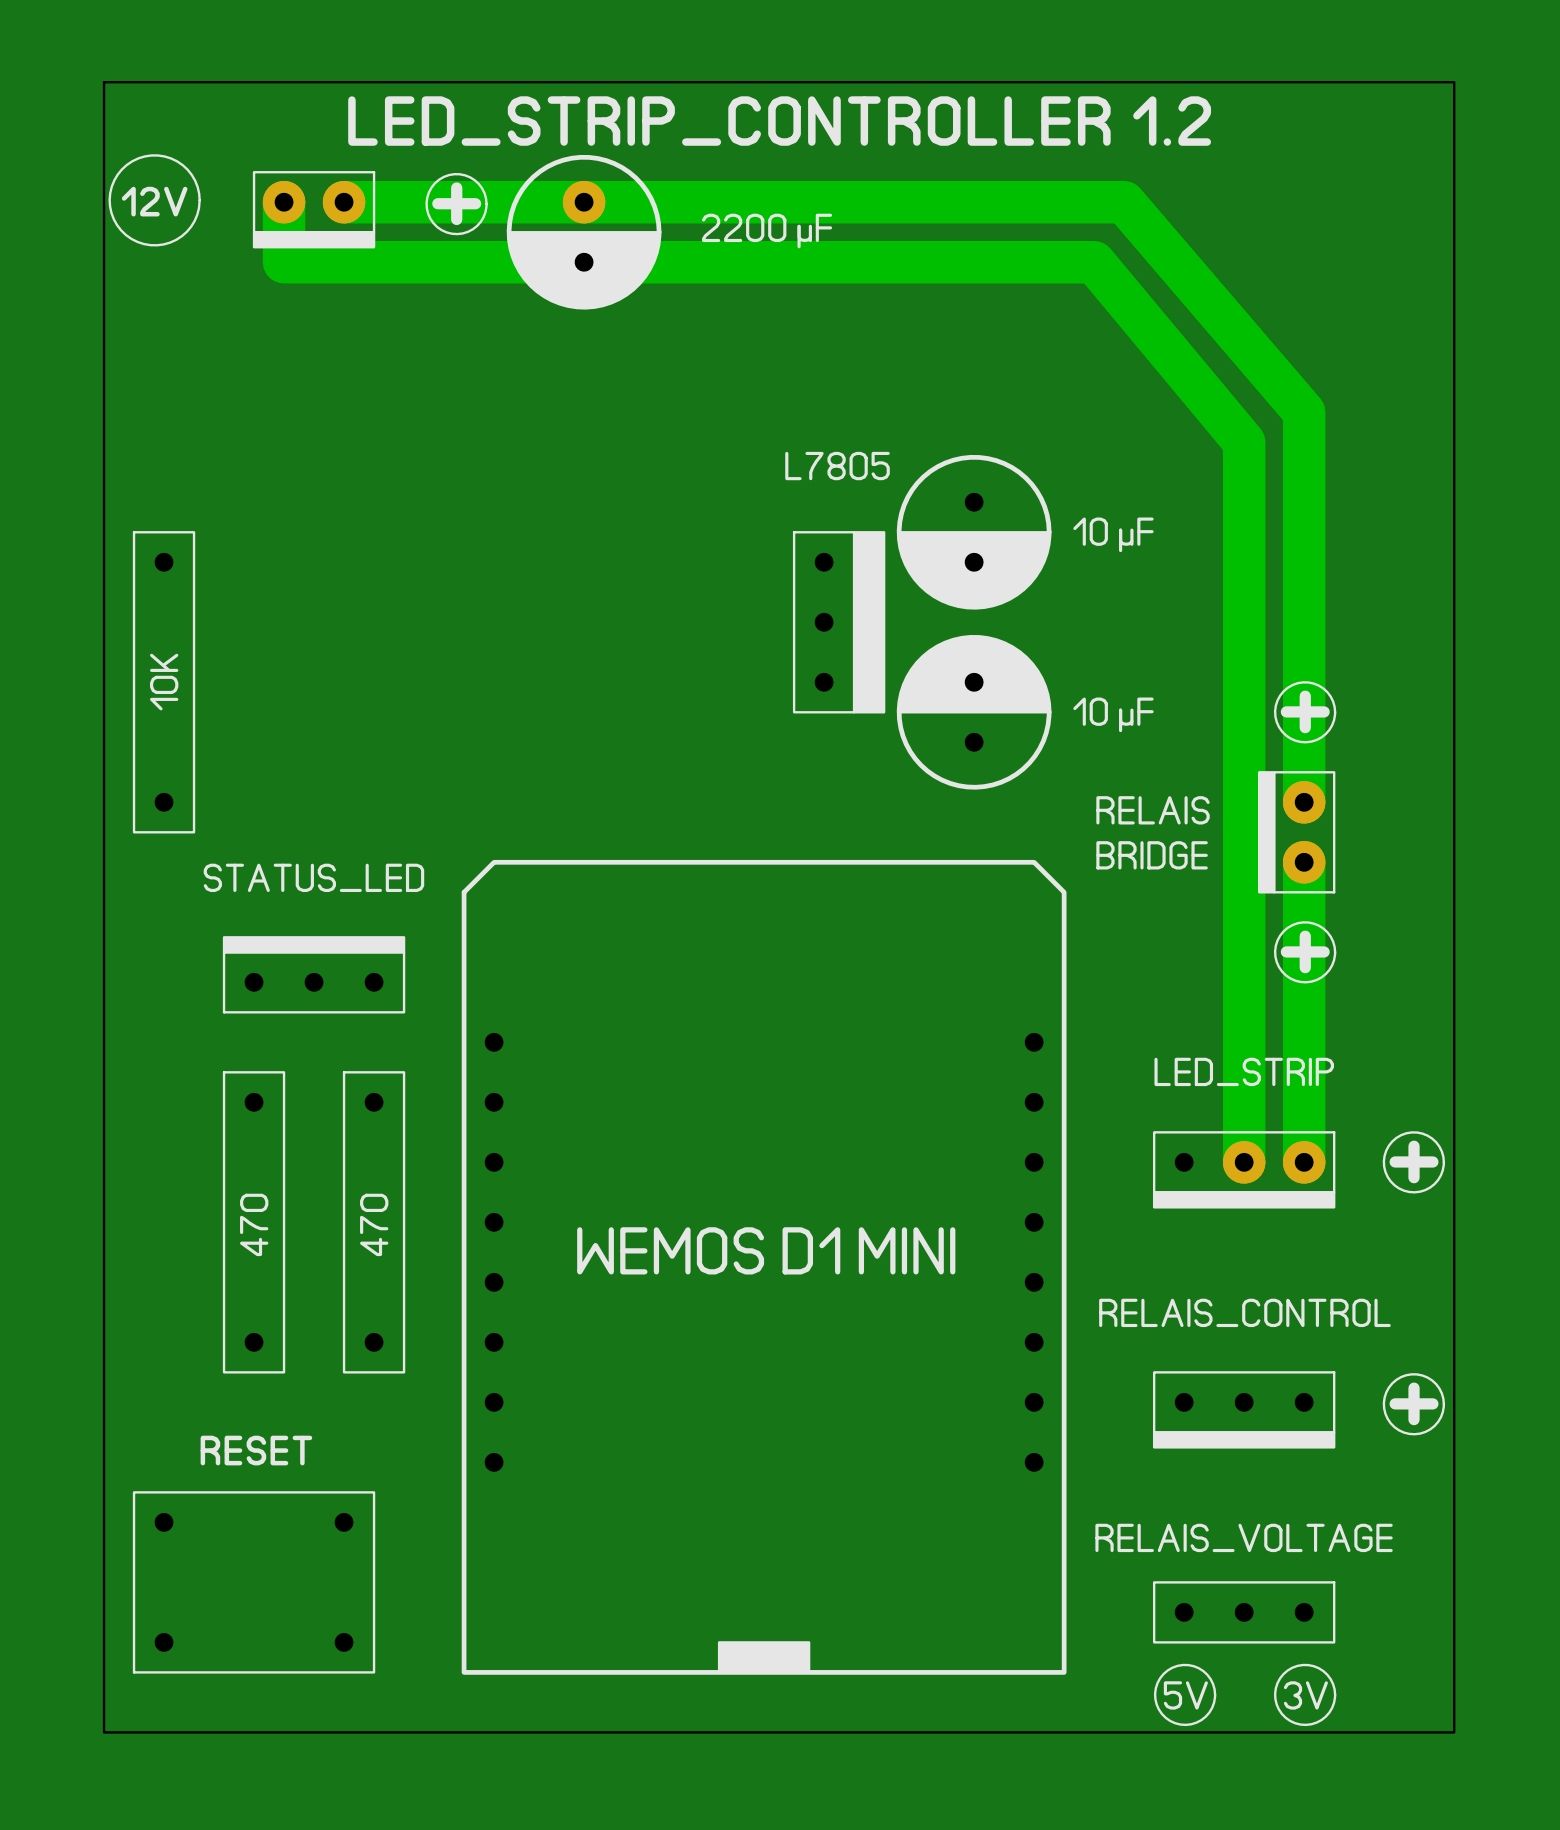 LED_STRIP_CONTROLLER 1.2
12V
+
2200 µF
L7805
10 µF
10K
10 µF
+
RELAIS
BRIDGE
STATUS_LED
+
LED_STRIP
+
470
470
WEMOS D1 MINI
RELAIS_CONTROL
+
RESET
RELAIS_VOLTAGE
5V
3V